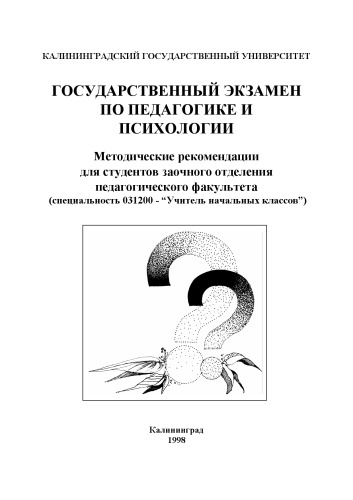 КАЛИНИНГРАДСКИЙ ГОСУДАРСТВЕННЫЙ УНИВЕРСИТЕТ
ГОСУДАРСТВЕННЫЙ ЭКЗАМЕН
ПО ПЕДАГОГИКЕ И
ПСИХОЛОГИИ
Методические рекомендации
для студентов заочного отделения
педагогического факультета
(специальность 031200 - “Учитель начальных классов”)
Калининград
1998